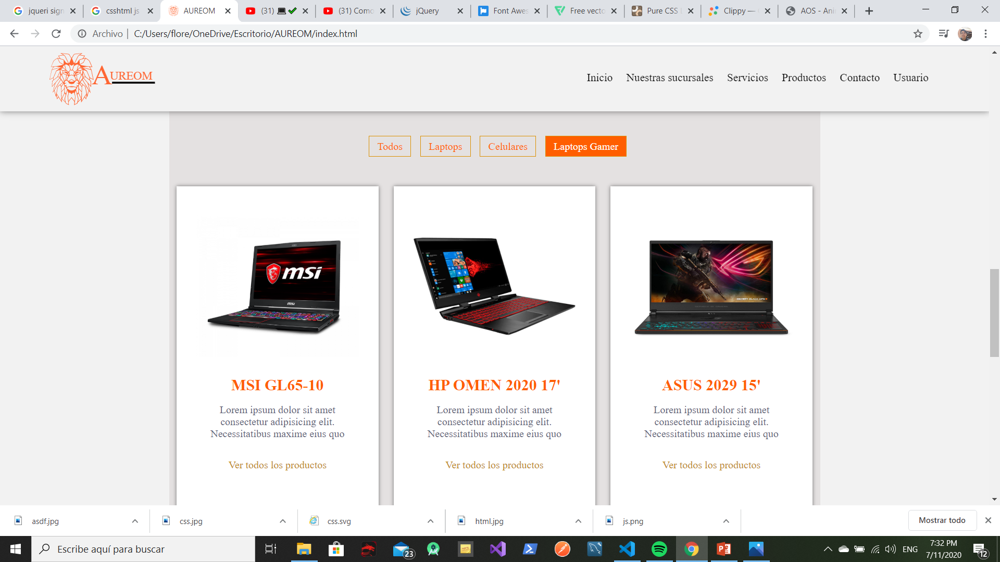 jqueri sign
csshtml js
AUREOM
(31)
(31) Como
jQuery
Font Awes
Free vecto
Pure CSS
Clippy —
AOS - Ani
Archivo
C:/Users/flore/OneDrive/Escritorio/AUREOM/index.html
AUREOM
Inicio
Nuestras sucursales
Servicios
Productos
Contacto
Usuario
Todos
Laptops
Celulares
Laptops Gamer
msi
msi
MSI GL65-10
Lorem ipsum dolor sit amet
consectetur adipisicing elit.
Necessitatibus maxime eius quo
Ver todos los productos
HP OMEN 2020 17'
Lorem ipsum dolor sit amet
consectetur adipisicing elit.
Necessitatibus maxime eius quo
Ver todos los productos
ASUS 2029 15'
Lorem ipsum dolor sit amet
consectetur adipisicing elit.
Necessitatibus maxime eius quo
Ver todos los productos
asdf.jpg
css.jpg
css.svg
html.jpg
js.png
Mostrar todo
Escribe aquí para buscar
23
ENG
7:32 PM
7/11/2020
12